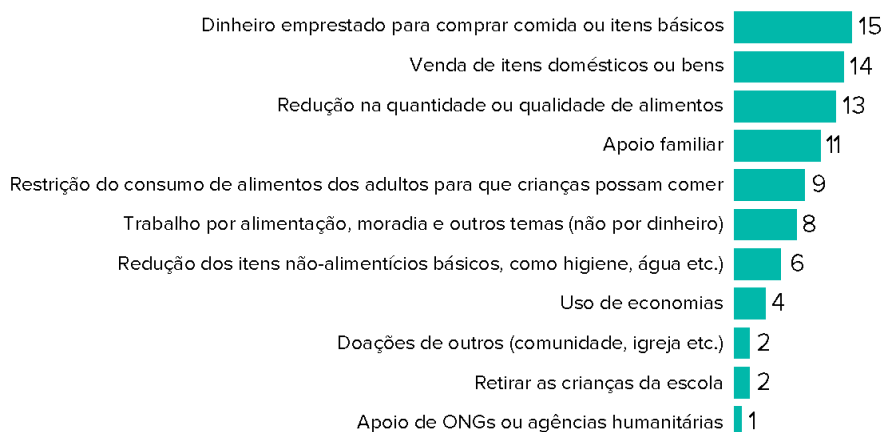 Dinheiro emprestado para comprar comida ou itens básicos 15
Venda de itens domésticos ou bens 14
Redução na quantidade ou qualidade de alimentos 13
Apoio familiar 11
Restrição do consumo de alimentos dos adultos para que crianças possam comer 9
Trabalho por alimentação, moradia e outros temas (não por dinheiro) 8
Redução dos itens não-alimentícios básicos, como higiene, água etc.) 6
Uso de economias 4
Doações de outros (comunidade, igreja etc.) 2
Retirar as crianças da escola 2
Apoio de ONGs ou agências humanitárias 1